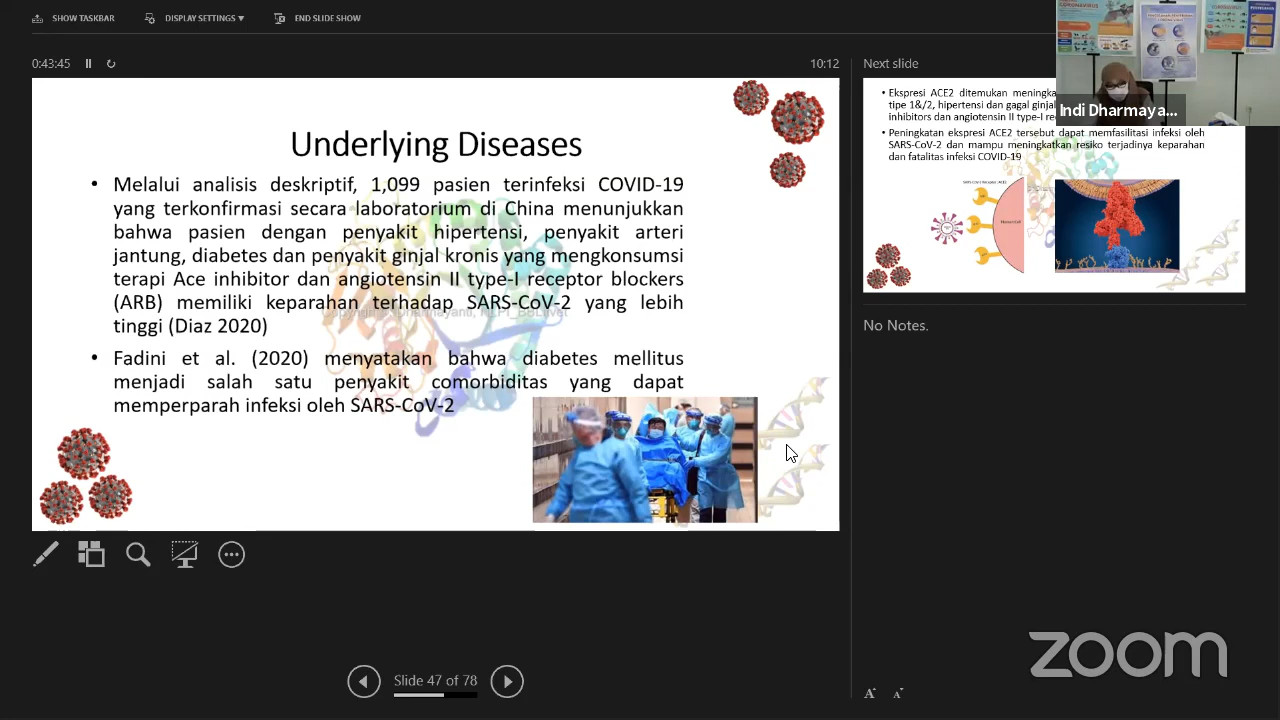 SHOW TASKBAR
DISPLAY SETTINGS ▼
END SLIDE SHOW
0:43:45
10:12
Underlying Diseases
• Melalui analisis deskriptif, 1,099 pasien terinfeksi COVID-19
yang terkonfirmasi secara laboratorium di China menunjukkan
bahwa pasien dengan penyakit hipertensi, penyakit arteri
jantung, diabetes dan penyakit ginjal kronis yang mengkonsumsi
terapi Ace inhibitor dan angiotensin II type-I receptor blockers
(ARB) memiliki keparahan terhadap SARS-CoV-2 yang lebih
tinggi (Diaz 2020)
• Fadini et al. (2020) menyatakan bahwa diabetes mellitus
menjadi salah satu penyakit comorbiditas yang dapat
memperparah infeksi oleh SARS-CoV-2
Slide 47 of 78
Next slide
• Ekspresi ACE2 ditemukan
tipe 1&/2, hipertensi dan gagal
inhibitors dan angiotensin II type-I
• Peningkatan ekspresi ACE2 tersebut dapat memfasilitasi infeksi oleh
SARS-CoV-2 dan mampu meningkatkan resiko terjadinya keparahan
dan fatalitas infeksi COVID-19
No Notes.
Indi Dharmaya...
zoom
A
A